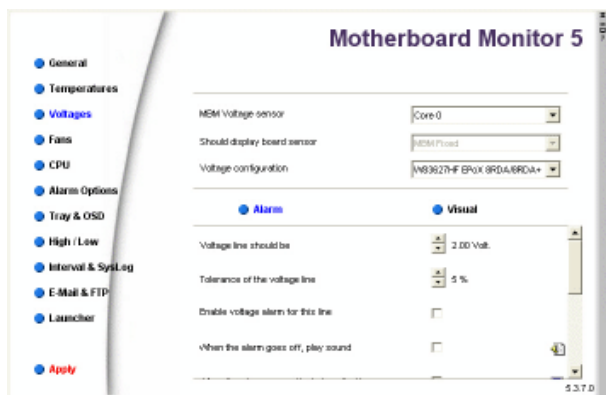 Motherboard Monitor 5
General
Temperatures
Voltages
Fans
CPU
Alarm Options
Tray & OSD
High / Low
Interval & SysLog
E-Mail & FTP
Launcher
Apply
MBM Voltage sensor
Core 0
Should display board sensor
MBM Fixed
Voltage configuration
W83627HF EPoX 8RDA/8RDA+
Alarm
Visual
Voltage line should be
2.00 Volt.
Tolerance of the voltage line
5 %
Enable voltage alarm for this line
When the alarm goes off, play sound
5.3.7.0